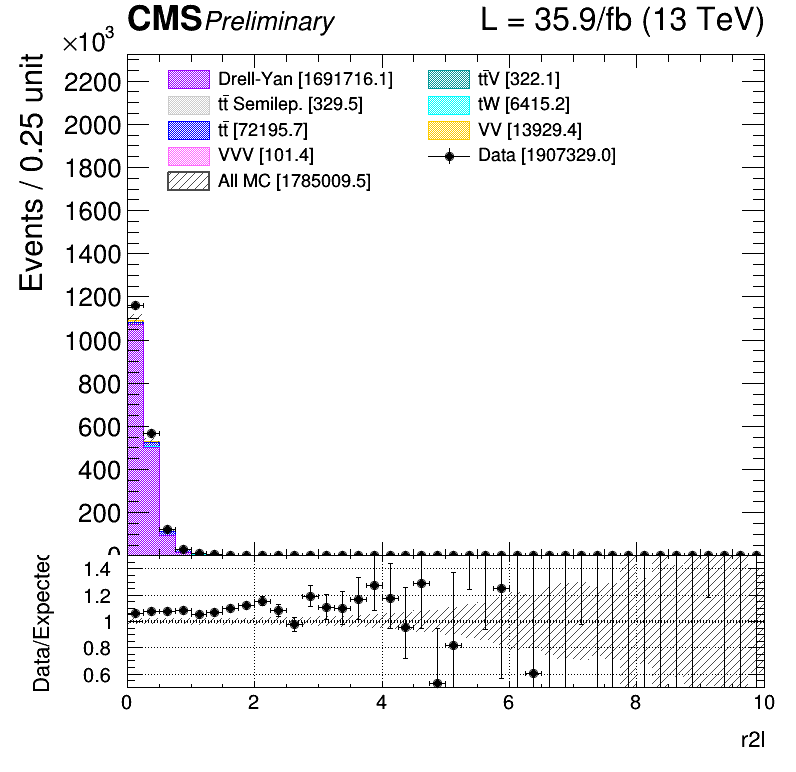 CMS Preliminary L = 35.9/fb (13 TeV)
×10³
Events / 0.25 unit
2200
2000
1800
1600
1400
1200
1000
800
600
400
200
0
Drell-Yan [1691716.1]
tt̄ Semilep. [329.5]
tt̄ [72195.7]
VVV [101.4]
All MC [1785009.5]
tt̄V [322.1]
tW [6415.2]
VV [13929.4]
Data [1907329.0]
Data/Expected
1.4
1.2
1
0.8
0.6
0 2 4 6 8 10
r2l